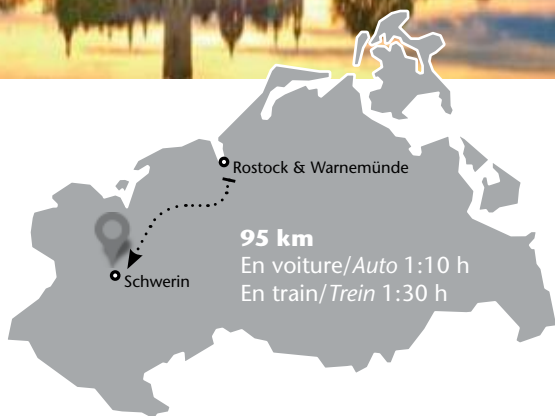 Rostock & Warnemünde
95 km
En voiture/Auto 1:10 h
En train/Trein 1:30 h
Schwerin